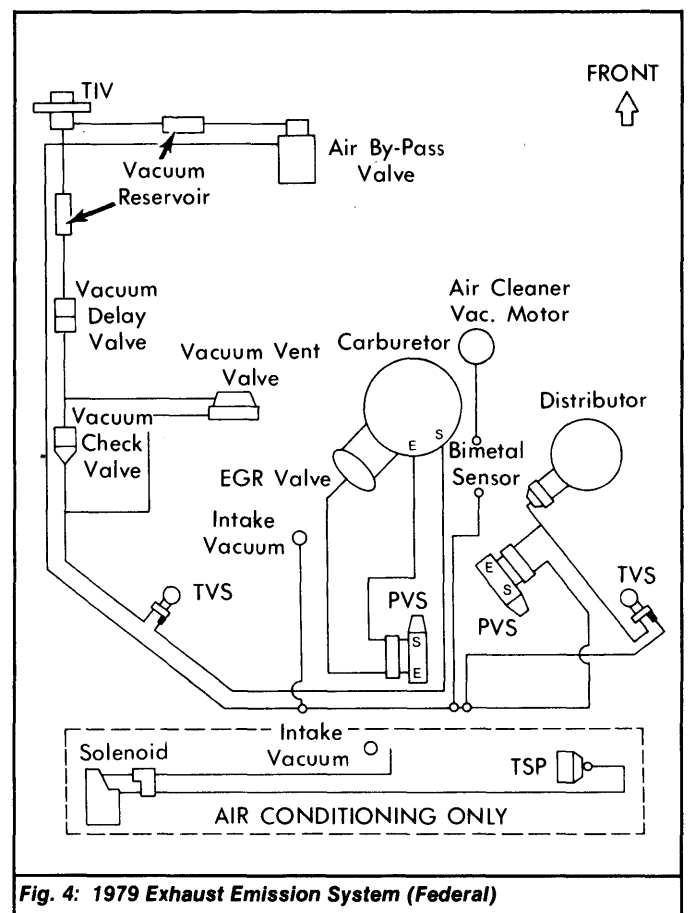 TIV
FRONT
Air By-Pass
Valve
Vacuum
Reservoir
Vacuum
Delay
Valve
Air Cleaner
Vac. Motor
Vacuum Vent
Valve
Carburetor
Distributor
Vacuum
Check
Valve
E
S
EGR Valve
Bimetal
Sensor
Intake
Vacuum
TVS
PVS
S
E
E
S
PVS
TVS
Solenoid
Intake
Vacuum
TSP
AIR CONDITIONING ONLY
Fig. 4: 1979 Exhaust Emission System (Federal)